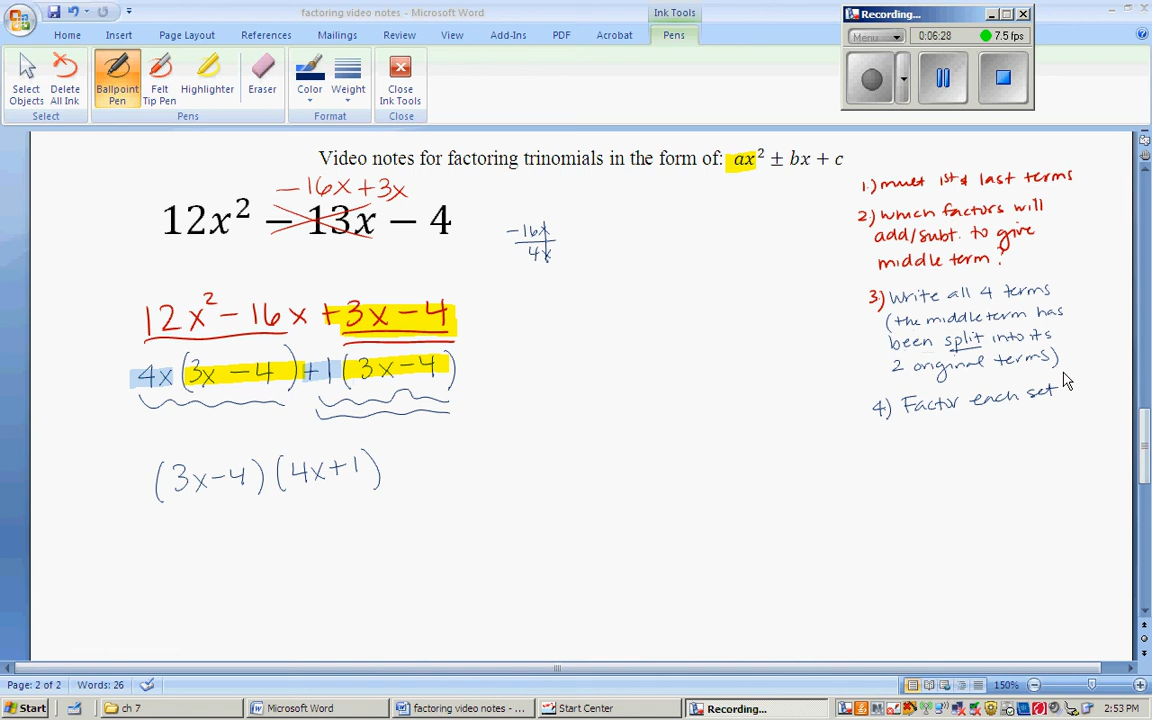 factoring video notes - Microsoft Word
Ink Tools
Recording...
Home Insert Page Layout References Mailings Review View Add-Ins PDF Acrobat Pens
Menu 0:06:28 7.5 fps
Select Objects
Delete All Ink
Ballpoint Pen
Felt Tip Pen
Highlighter
Eraser
Color
Weight
Close Ink Tools
Select Pens Format Close
Video notes for factoring trinomials in the form of: ax² ± bx + c
-16x+3x
12x² − 13x − 4
-16x
4x
12x²-16x+3x-4
4x(3x-4)+1(3x-4)
(3x-4)(4x+1)
1.) mult 1st & last terms
2.) which factors will
add/subt. to give
middle term?
3.) Write all 4 terms
(the middle term has
been split into its
2 original terms)
4.) Factor each set
Page: 2 of 2 Words: 26 150%
Start ch 7 Microsoft Word factoring video notes - ... Start Center Recording... 2:53 PM